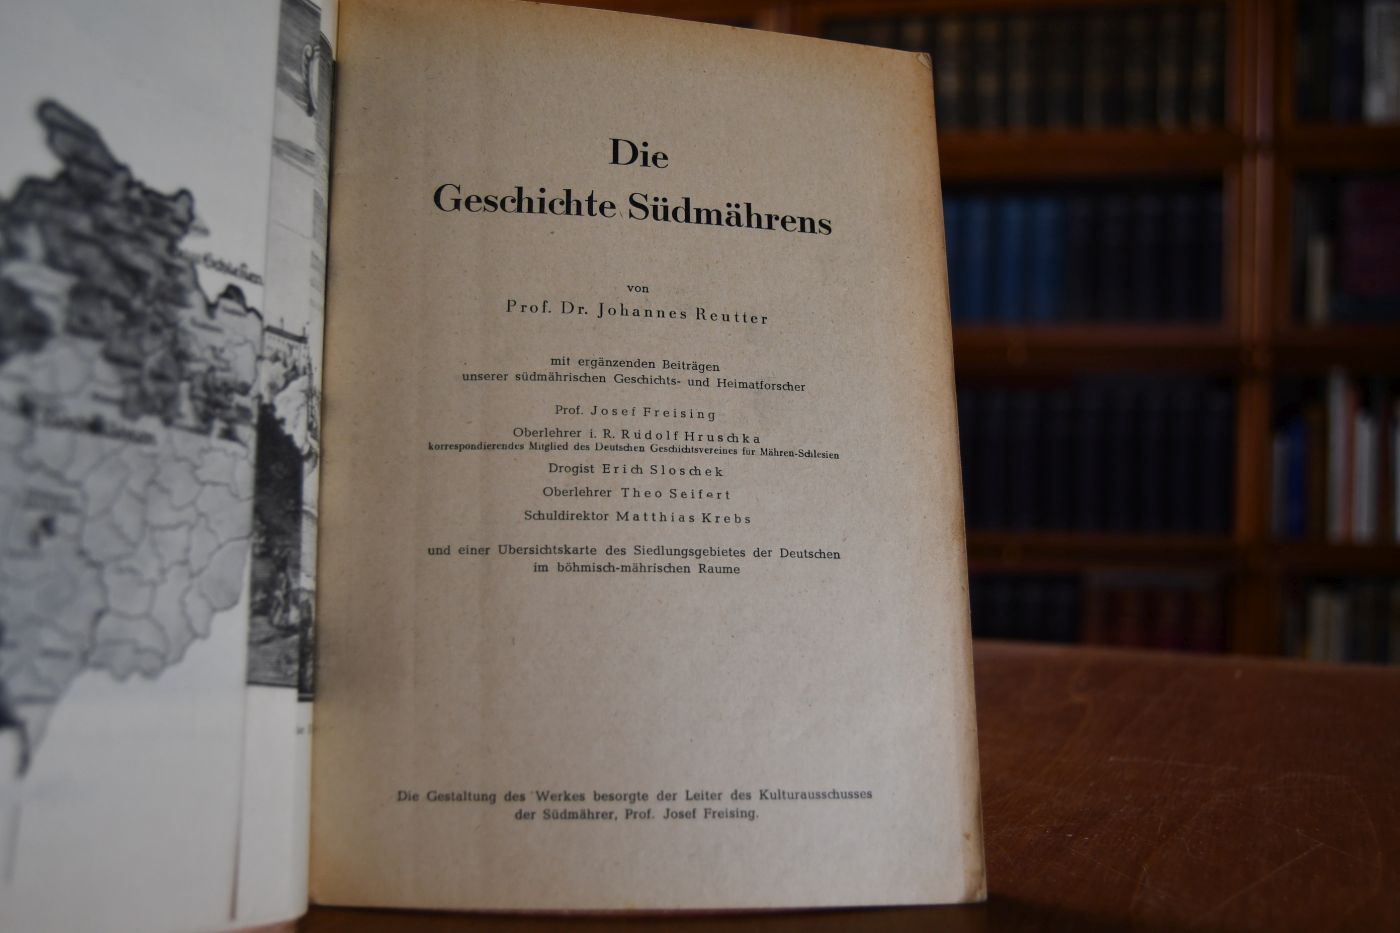 Die
Geschichte Südmährens
von
Prof. Dr. Johannes Reutter
mit ergänzenden Beiträgen
unserer südmährischen Geschichts- und Heimatforscher
Prof. Josef Freising
Oberlehrer i. R. Rudolf Hruschka
korrespondierendes Mitglied des Deutschen Geschichtsvereines für Mähren-Schlesien
Drogist Erich Sloschek
Oberlehrer Theo Seifert
Schuldirektor Matthias Krebs
und einer Übersichtskarte des Siedlungsgebietes der Deutschen
im böhmisch-mährischen Raume
Die Gestaltung des Werkes besorgte der Leiter des Kulturausschusses
der Südmährer, Prof. Josef Freising.